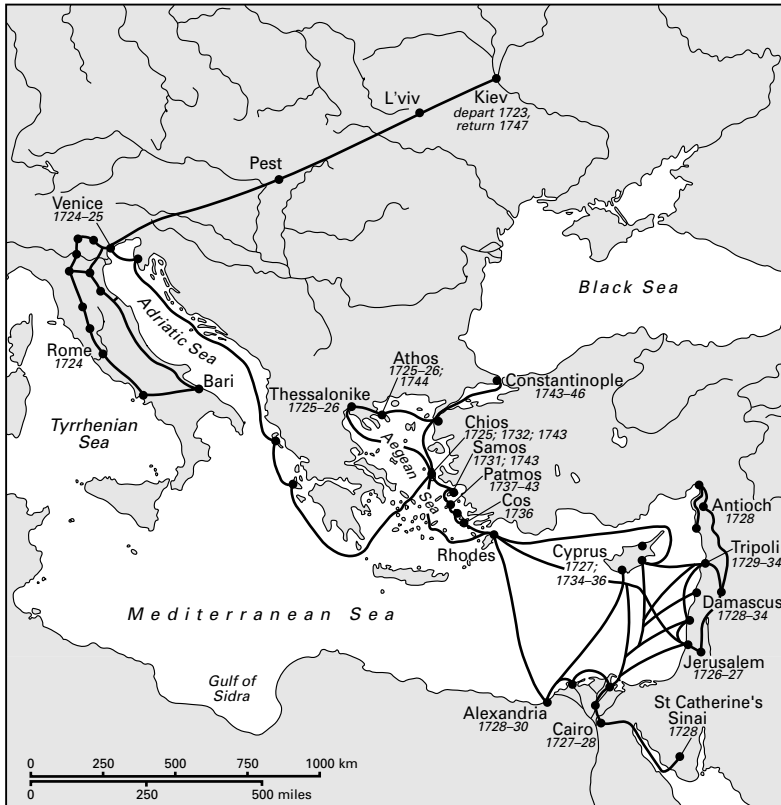 L'viv
Kiev
depart 1723,
return 1747
Pest
Venice
1724–25
Adriatic Sea
Black Sea
Rome
1724
Bari
Athos
1725–26;
1744
Constantinople
1743–46
Thessalonike
1725–26
Tyrrhenian
Sea
Aegean
Sea
Chios
1725; 1732; 1743
Samos
1731; 1743
Patmos
1737–43
Cos
1736
Rhodes
Antioch
1728
Cyprus
1727;
1734–36
Tripoli
1729–34
Damascus
1728–34
Mediterranean Sea
Jerusalem
1726–27
Gulf of
Sidra
Alexandria
1728–30
Cairo
1727–28
St Catherine's
Sinai
1728
0 250 500 750 1000 km
0 250 500 miles